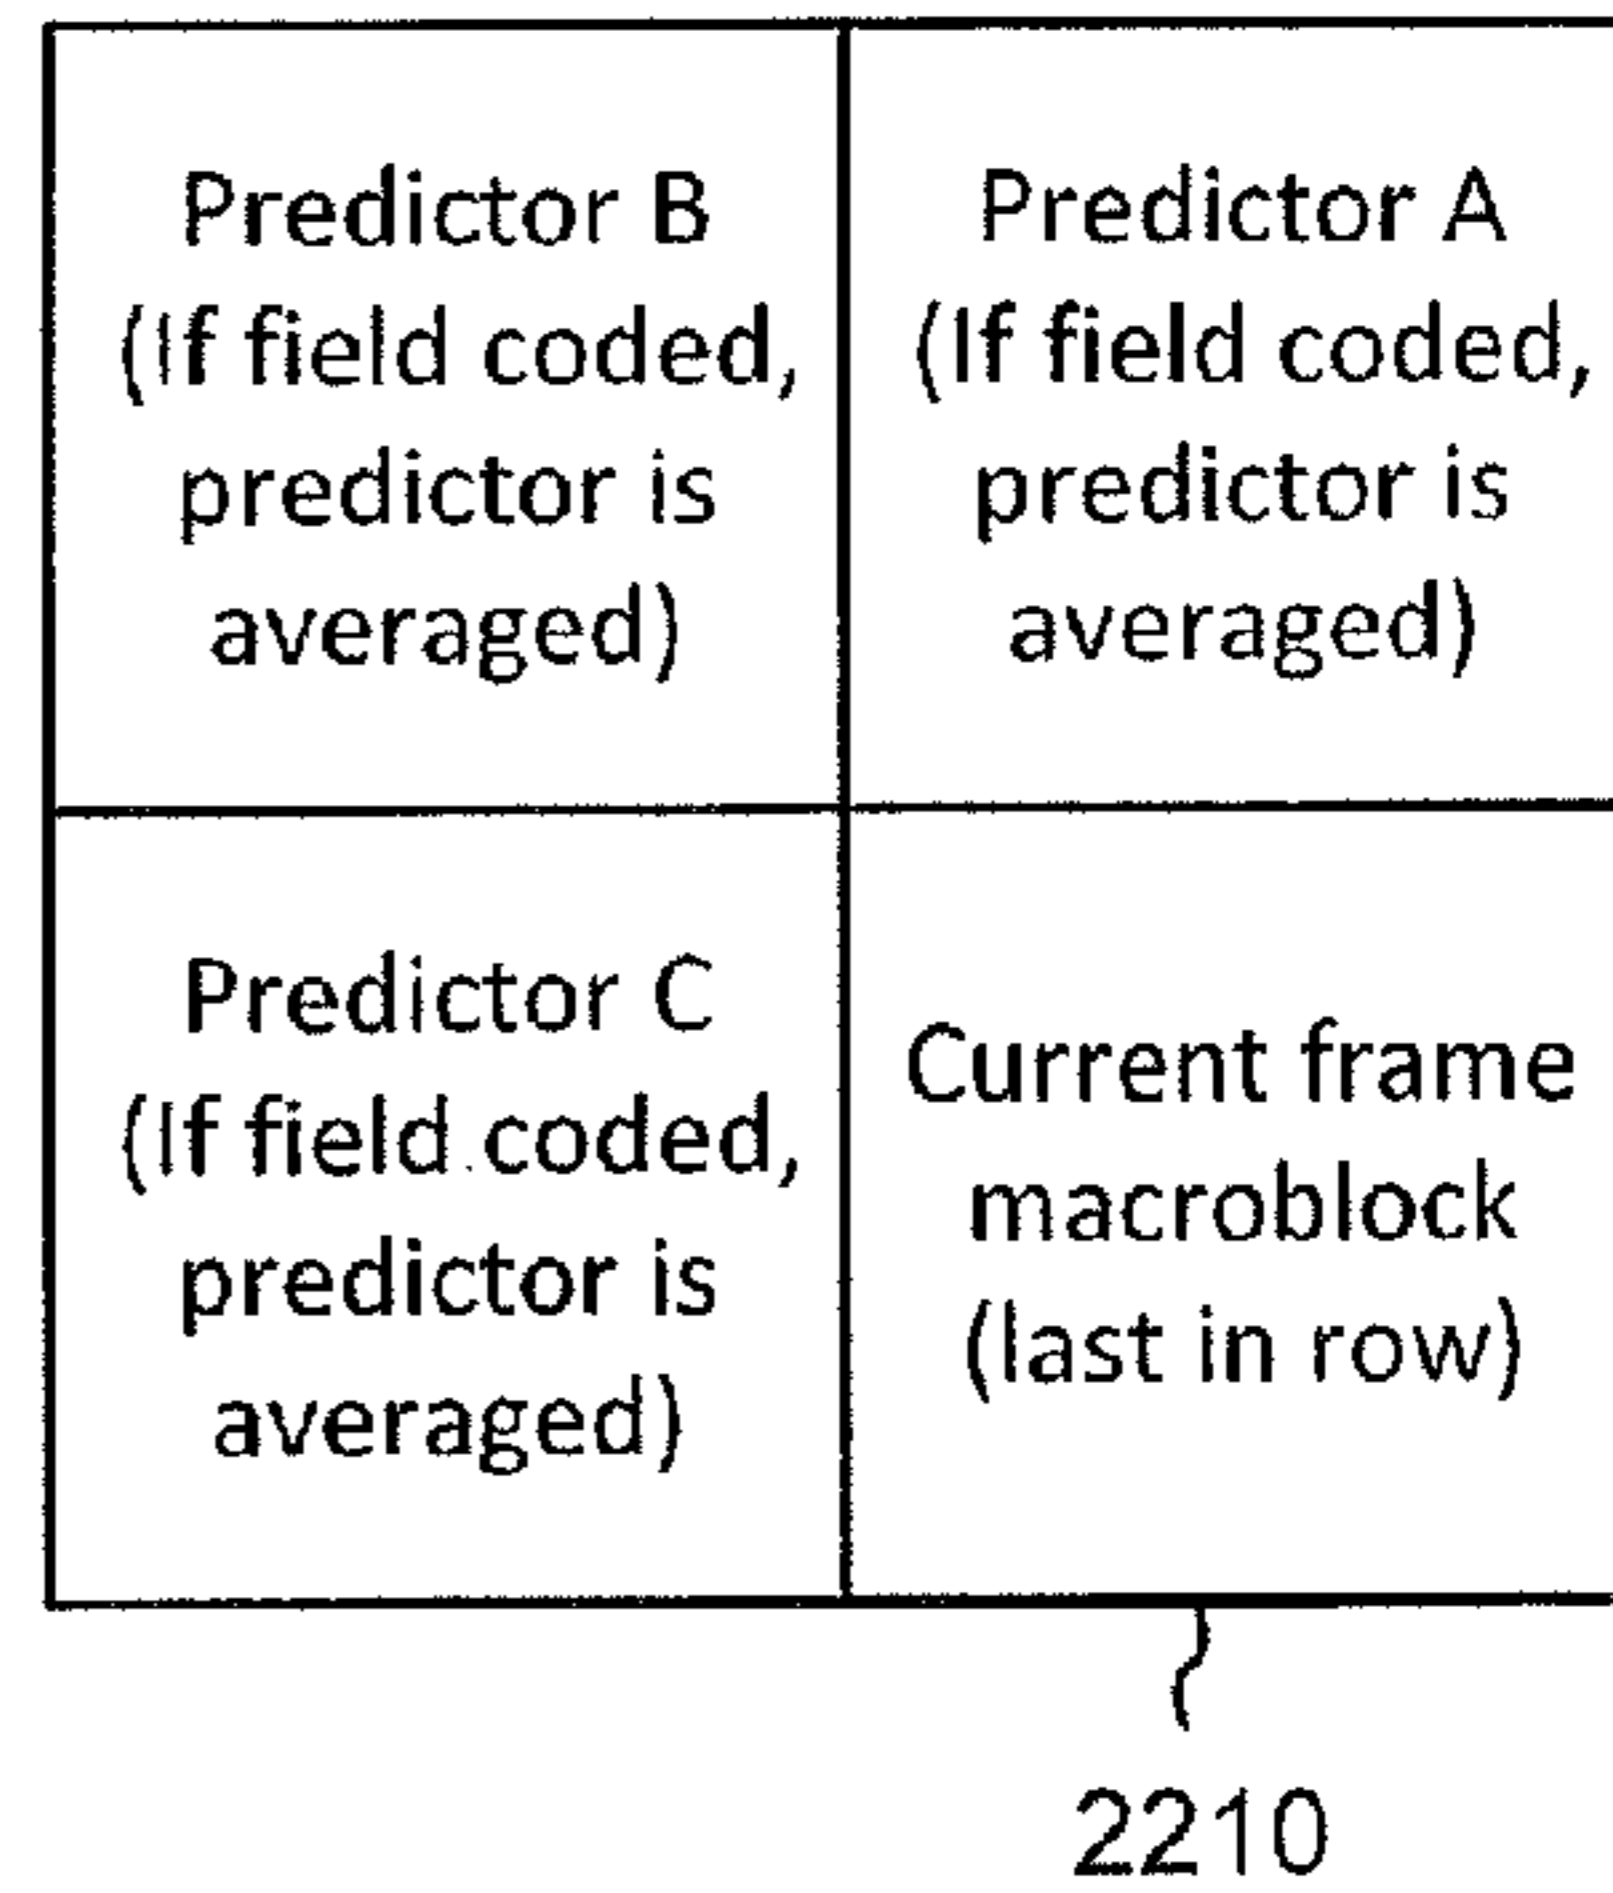 Predictor B
(If field coded,
predictor is
averaged)
Predictor A
(If field coded,
predictor is
averaged)
Predictor C
(If field coded,
predictor is
averaged)
Current frame
macroblock
(last in row)
2210